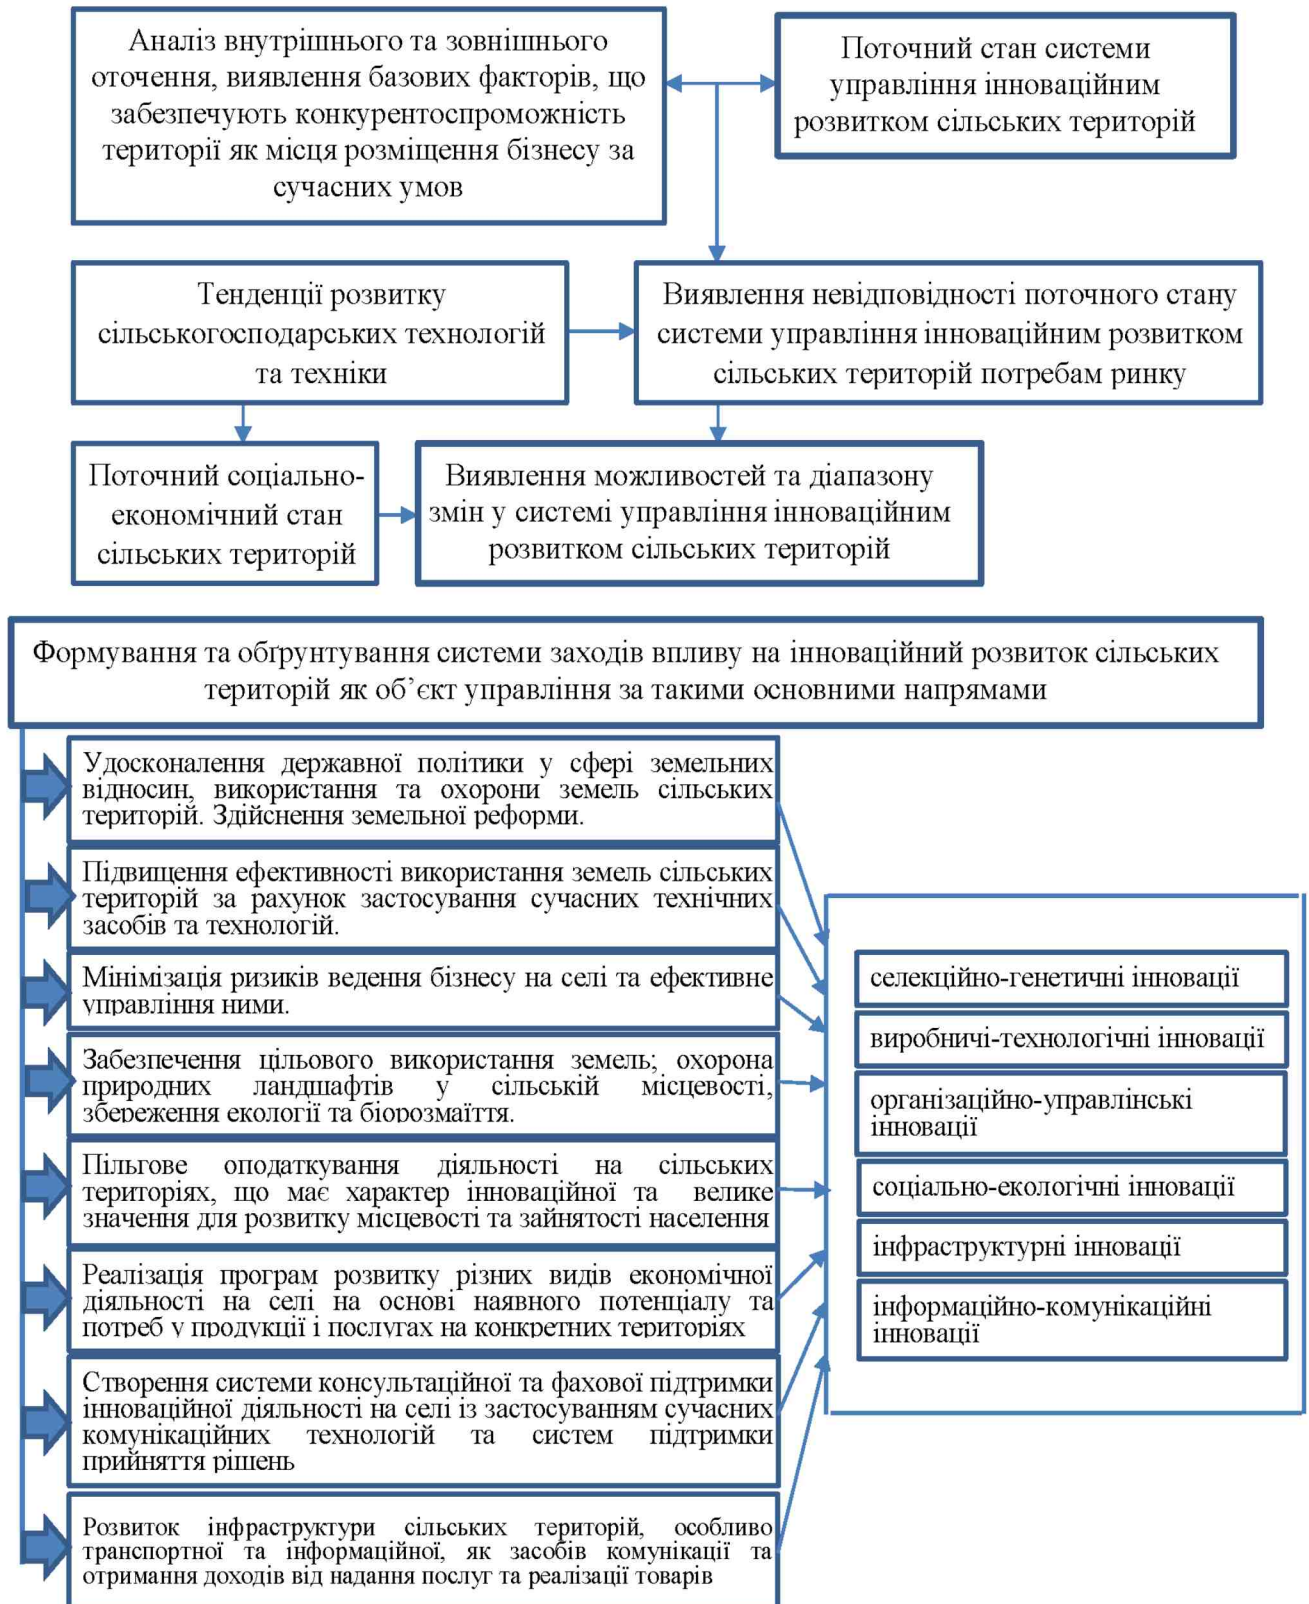 Аналіз внутрішнього та зовнішнього
оточення, виявлення базових факторів, що
забезпечують конкурентоспроможність
території як місця розміщення бізнесу за
сучасних умов
Поточний стан системи
управління інноваційним
розвитком сільських територій
Тенденції розвитку
сільськогосподарських технологій
та техніки
Виявлення невідповідності поточного стану
системи управління інноваційним розвитком
сільських територій потребам ринку
Поточний соціально-
економічний стан
сільських територій
Виявлення можливостей та діапазону
змін у системі управління інноваційним
розвитком сільських територій
Формування та обґрунтування системи заходів впливу на інноваційний розвиток сільських
територій як об’єкт управління за такими основними напрямами
Удосконалення державної політики у сфері земельних
відносин, використання та охорони земель сільських
територій. Здійснення земельної реформи.
Підвищення ефективності використання земель сільських
територій за рахунок застосування сучасних технічних
засобів та технологій.
Мінімізація ризиків ведення бізнесу на селі та ефективне
управління ними.
Забезпечення цільового використання земель; охорона
природних ландшафтів у сільській місцевості,
збереження екології та біорозмаїття.
Пільгове оподаткування діяльності на сільських
територіях, що має характер інноваційної та велике
значення для розвитку місцевості та зайнятості населення
Реалізація програм розвитку різних видів економічної
діяльності на селі на основі наявного потенціалу та
потреб у продукції і послугах на конкретних територіях
Створення системи консультаційної та фахової підтримки
інноваційної діяльності на селі із застосуванням сучасних
комунікаційних технологій та систем підтримки
прийняття рішень
Розвиток інфраструктури сільських територій, особливо
транспортної та інформаційної, як засобів комунікації та
отримання доходів від надання послуг та реалізації товарів
селекційно-генетичні інновації
виробничі-технологічні інновації
організаційно-управлінські
інновації
соціально-екологічні інновації
інфраструктурні інновації
інформаційно-комунікаційні
інновації